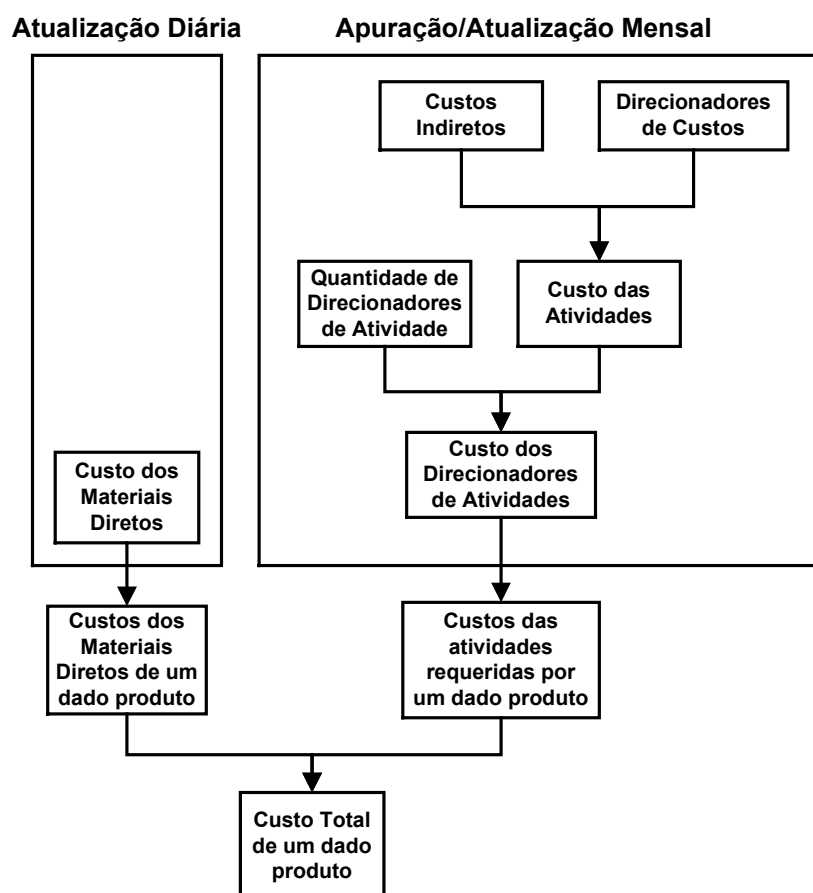 Atualização Diária
Apuração/Atualização Mensal
Custos
Indiretos
Direcionadores
de Custos
Quantidade de
Direcionadores
de Atividade
Custo das
Atividades
Custo dos
Direcionadores
de Atividades
Custo dos
Materiais
Diretos
Custos dos
Materiais
Diretos de um
dado produto
Custos das
atividades
requeridas por
um dado produto
Custo Total
de um dado
produto